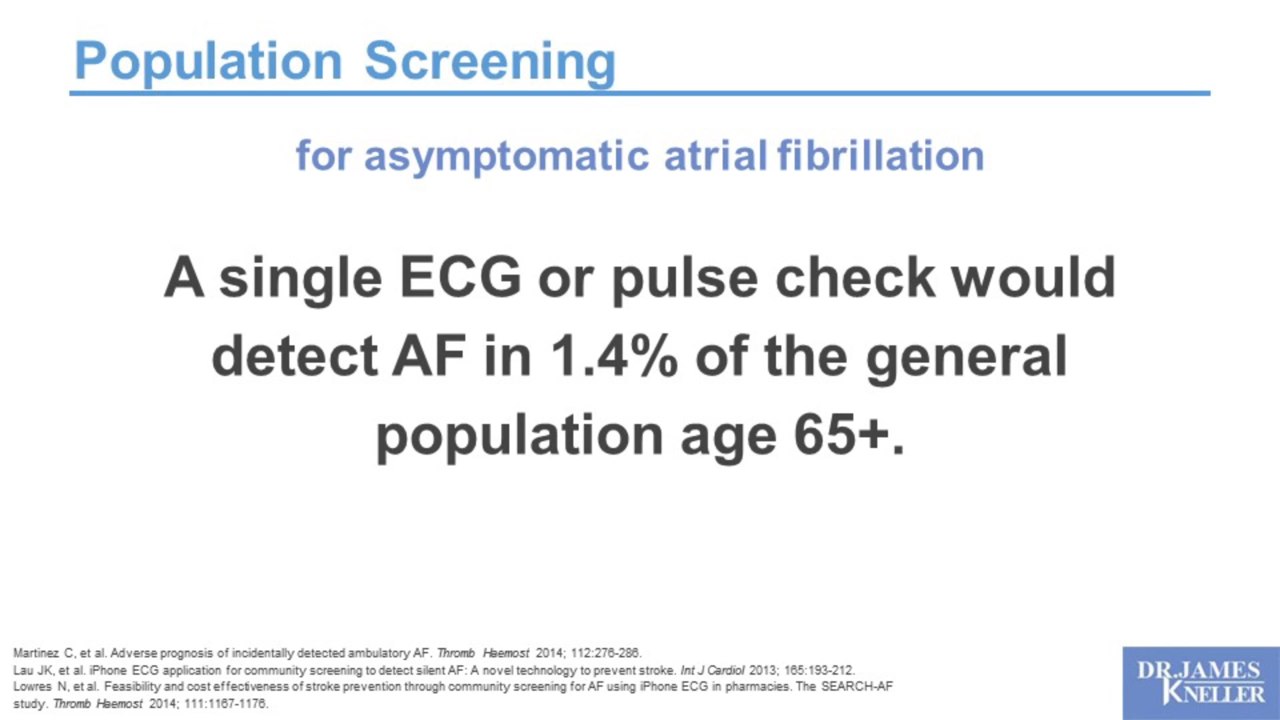 Population Screening
for asymptomatic atrial fibrillation
A single ECG or pulse check would
detect AF in 1.4% of the general
population age 65+.
Martinez C, et al. Adverse prognosis of incidentally detected ambulatory AF. Thromb Haemost 2014; 112:276-286.
Lau JK, et al. iPhone ECG application for community screening to detect silent AF: A novel technology to prevent stroke. Int J Cardiol 2013; 165:193-212.
Lowres N, et al. Feasibility and cost effectiveness of stroke prevention through community screening for AF using iPhone ECG in pharmacies. The SEARCH-AF
study. Thromb Haemost 2014; 111:1167-1176.
DR.JAMES
KNELLER